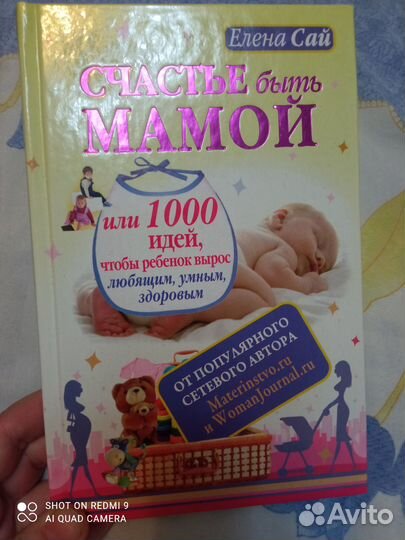 Елена Сай
СЧАСТЬЕ быть
МАМОЙ
или 1000
идей,
чтобы ребенок вырос
любящим, умным,
здоровым
ОТ ПОПУЛЯРНОГО
СЕТЕВОГО АВТОРА
Materinstvo.ru
и WomanJournal.ru
SHOT ON REDMI 9
AI QUAD CAMERA
Avito